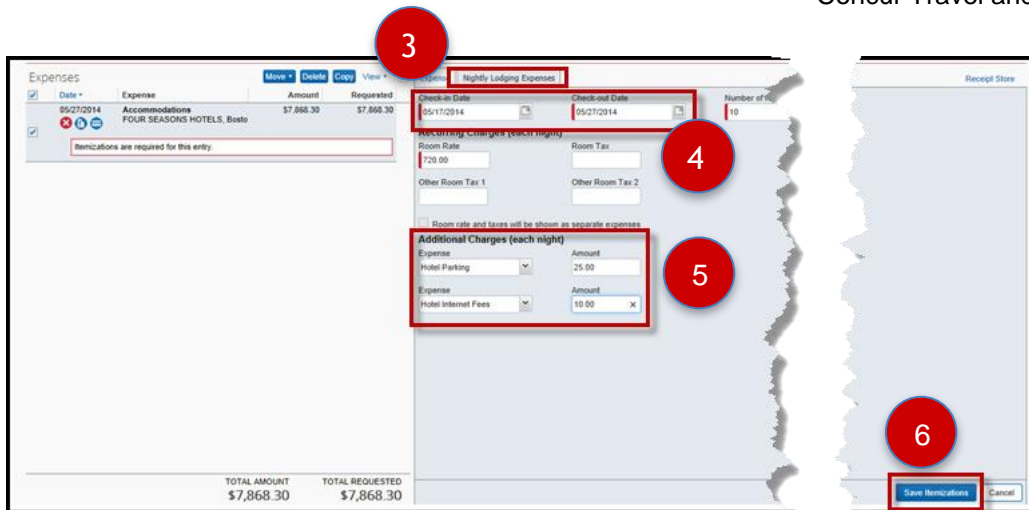 Concur Travel and
3
Expenses
Move Delete Copy View
Date Expense Amount Requested
05/27/2014 Accommodations $7,868.30 $7,868.30
FOUR SEASONS HOTELS, Bosto
Itemizations are required for this entry.
TOTAL AMOUNT TOTAL REQUESTED
$7,868.30 $7,868.30
Expense Nightly Lodging Expenses Receipt Store
Check-in Date Check-out Date Number of
05/17/2014 05/27/2014 10
4
Recurring Charges (each night)
Room Rate Room Tax
720.00
Other Room Tax 1 Other Room Tax 2
Room rate and taxes will be shown as separate expenses
Additional Charges (each night)
Expense Amount
Hotel Parking 25.00
5
Expense Amount
Hotel Internet Fees 10.00 x
6
Save Itemizations Cancel